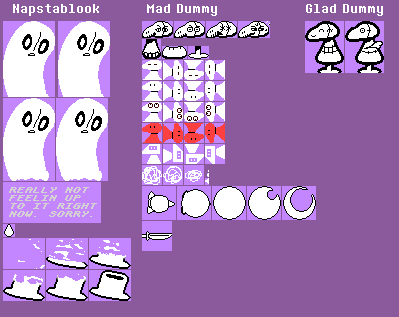 Napstablook
Mad Dummy
Glad Dummy
REALLY NOT
FEELIN UP
TO IT RIGHT
NOW. SORRY.